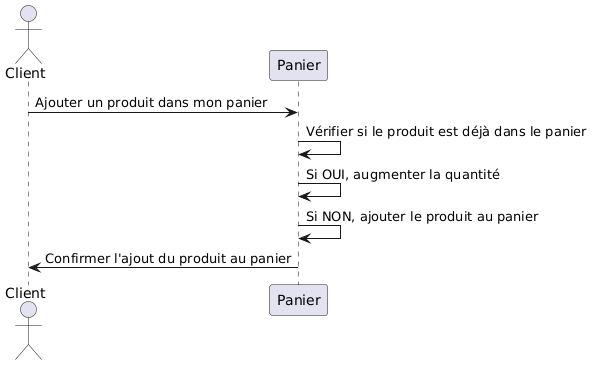 Client
Panier
Ajouter un produit dans mon panier
Vérifier si le produit est déjà dans le panier
Si OUI, augmenter la quantité
Si NON, ajouter le produit au panier
Confirmer l'ajout du produit au panier
Client
Panier